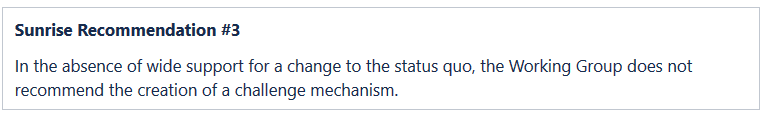 Sunrise Recommendation #3
In the absence of wide support for a change to the status quo, the Working Group does not
recommend the creation of a challenge mechanism.